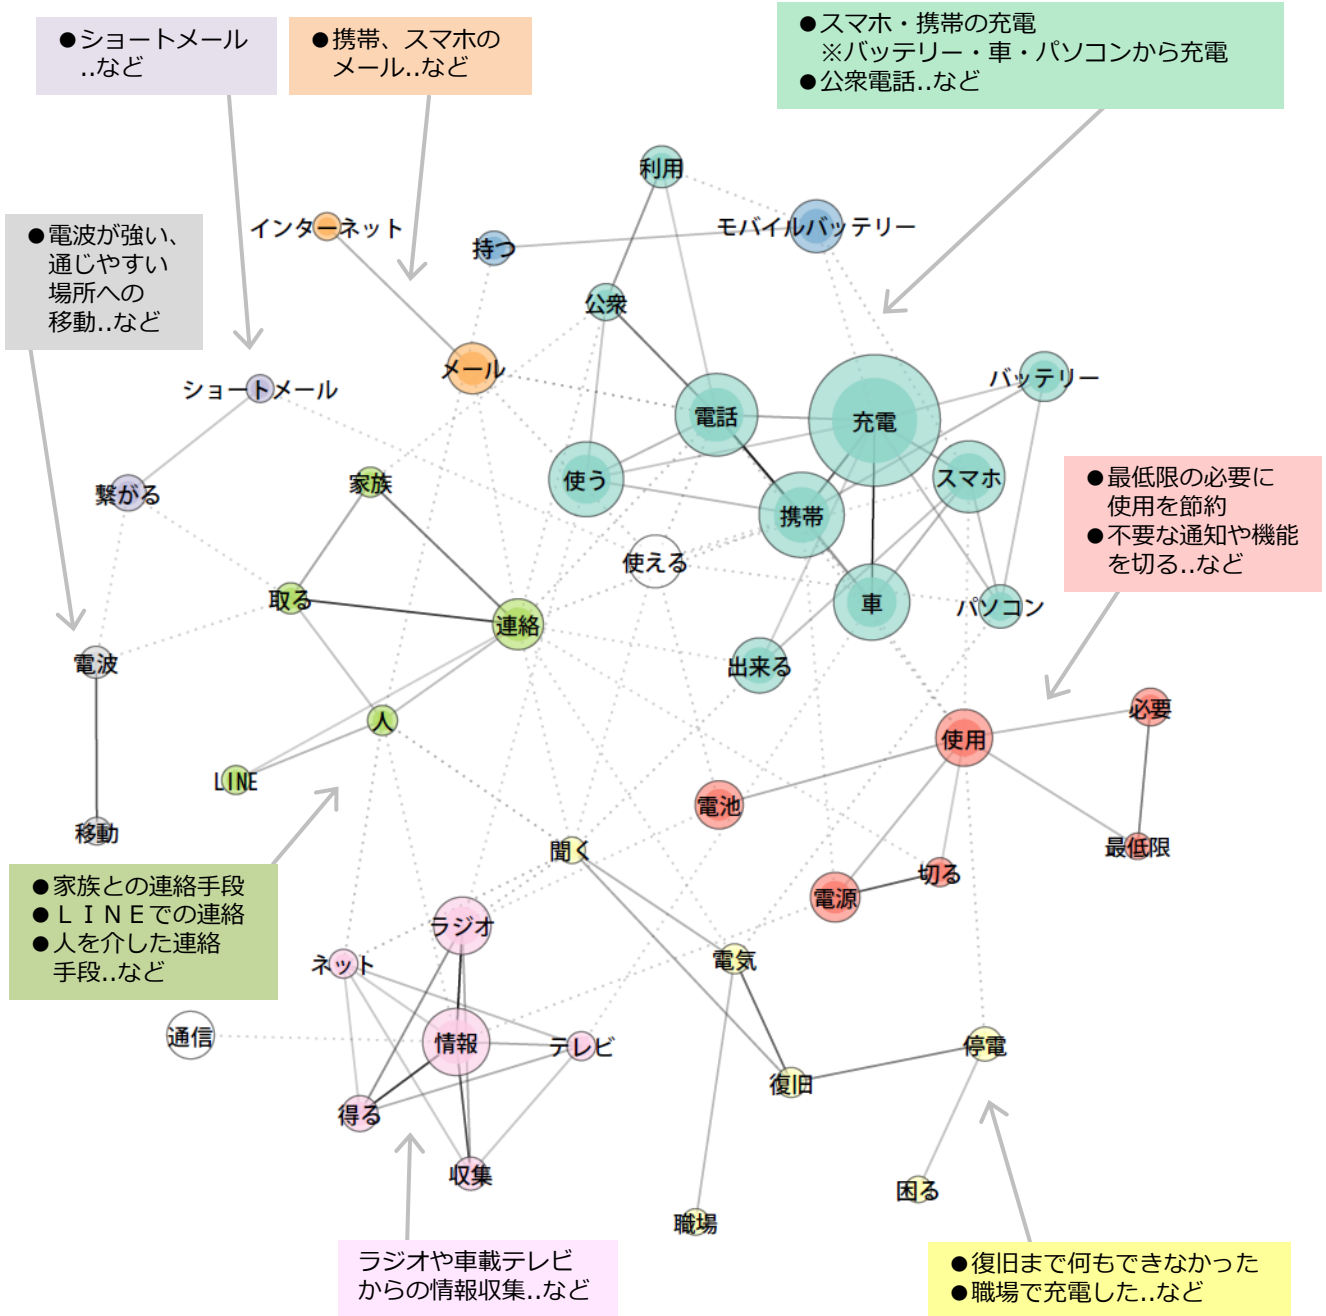 ●ショートメール
..など
●携帯、スマホの
メール..など
●スマホ・携帯の充電
※バッテリー・車・パソコンから充電
●公衆電話..など
利用
インターネット
持つ
モバイルバッテリー
●電波が強い、
通じやすい
場所への
移動..など
公衆
メール
ショートメール
バッテリー
電話
充電
繋がる
家族
使う
スマホ
携帯
●最低限の必要に
使用を節約
●不要な通知や機能
を切る..など
使える
取る
連絡
車
パソコン
電波
出来る
人
必要
使用
LINE
電池
移動
聞く
最低限
切る
電源
●家族との連絡手段
●ＬＩＮＥでの連絡
●人を介した連絡
手段..など
ラジオ
ネット
電気
通信
情報
テレビ
停電
復旧
得る
収集
困る
職場
ラジオや車載テレビ
からの情報収集..など
●復旧まで何もできなかった
●職場で充電した..など